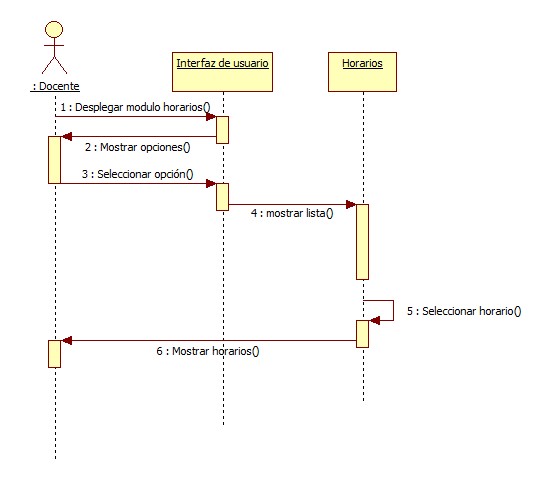 : Docente
Interfaz de usuario
Horarios
1 : Desplegar modulo horarios()
2 : Mostrar opciones()
3 : Seleccionar opción()
4 : mostrar lista()
5 : Seleccionar horario()
6 : Mostrar horarios()